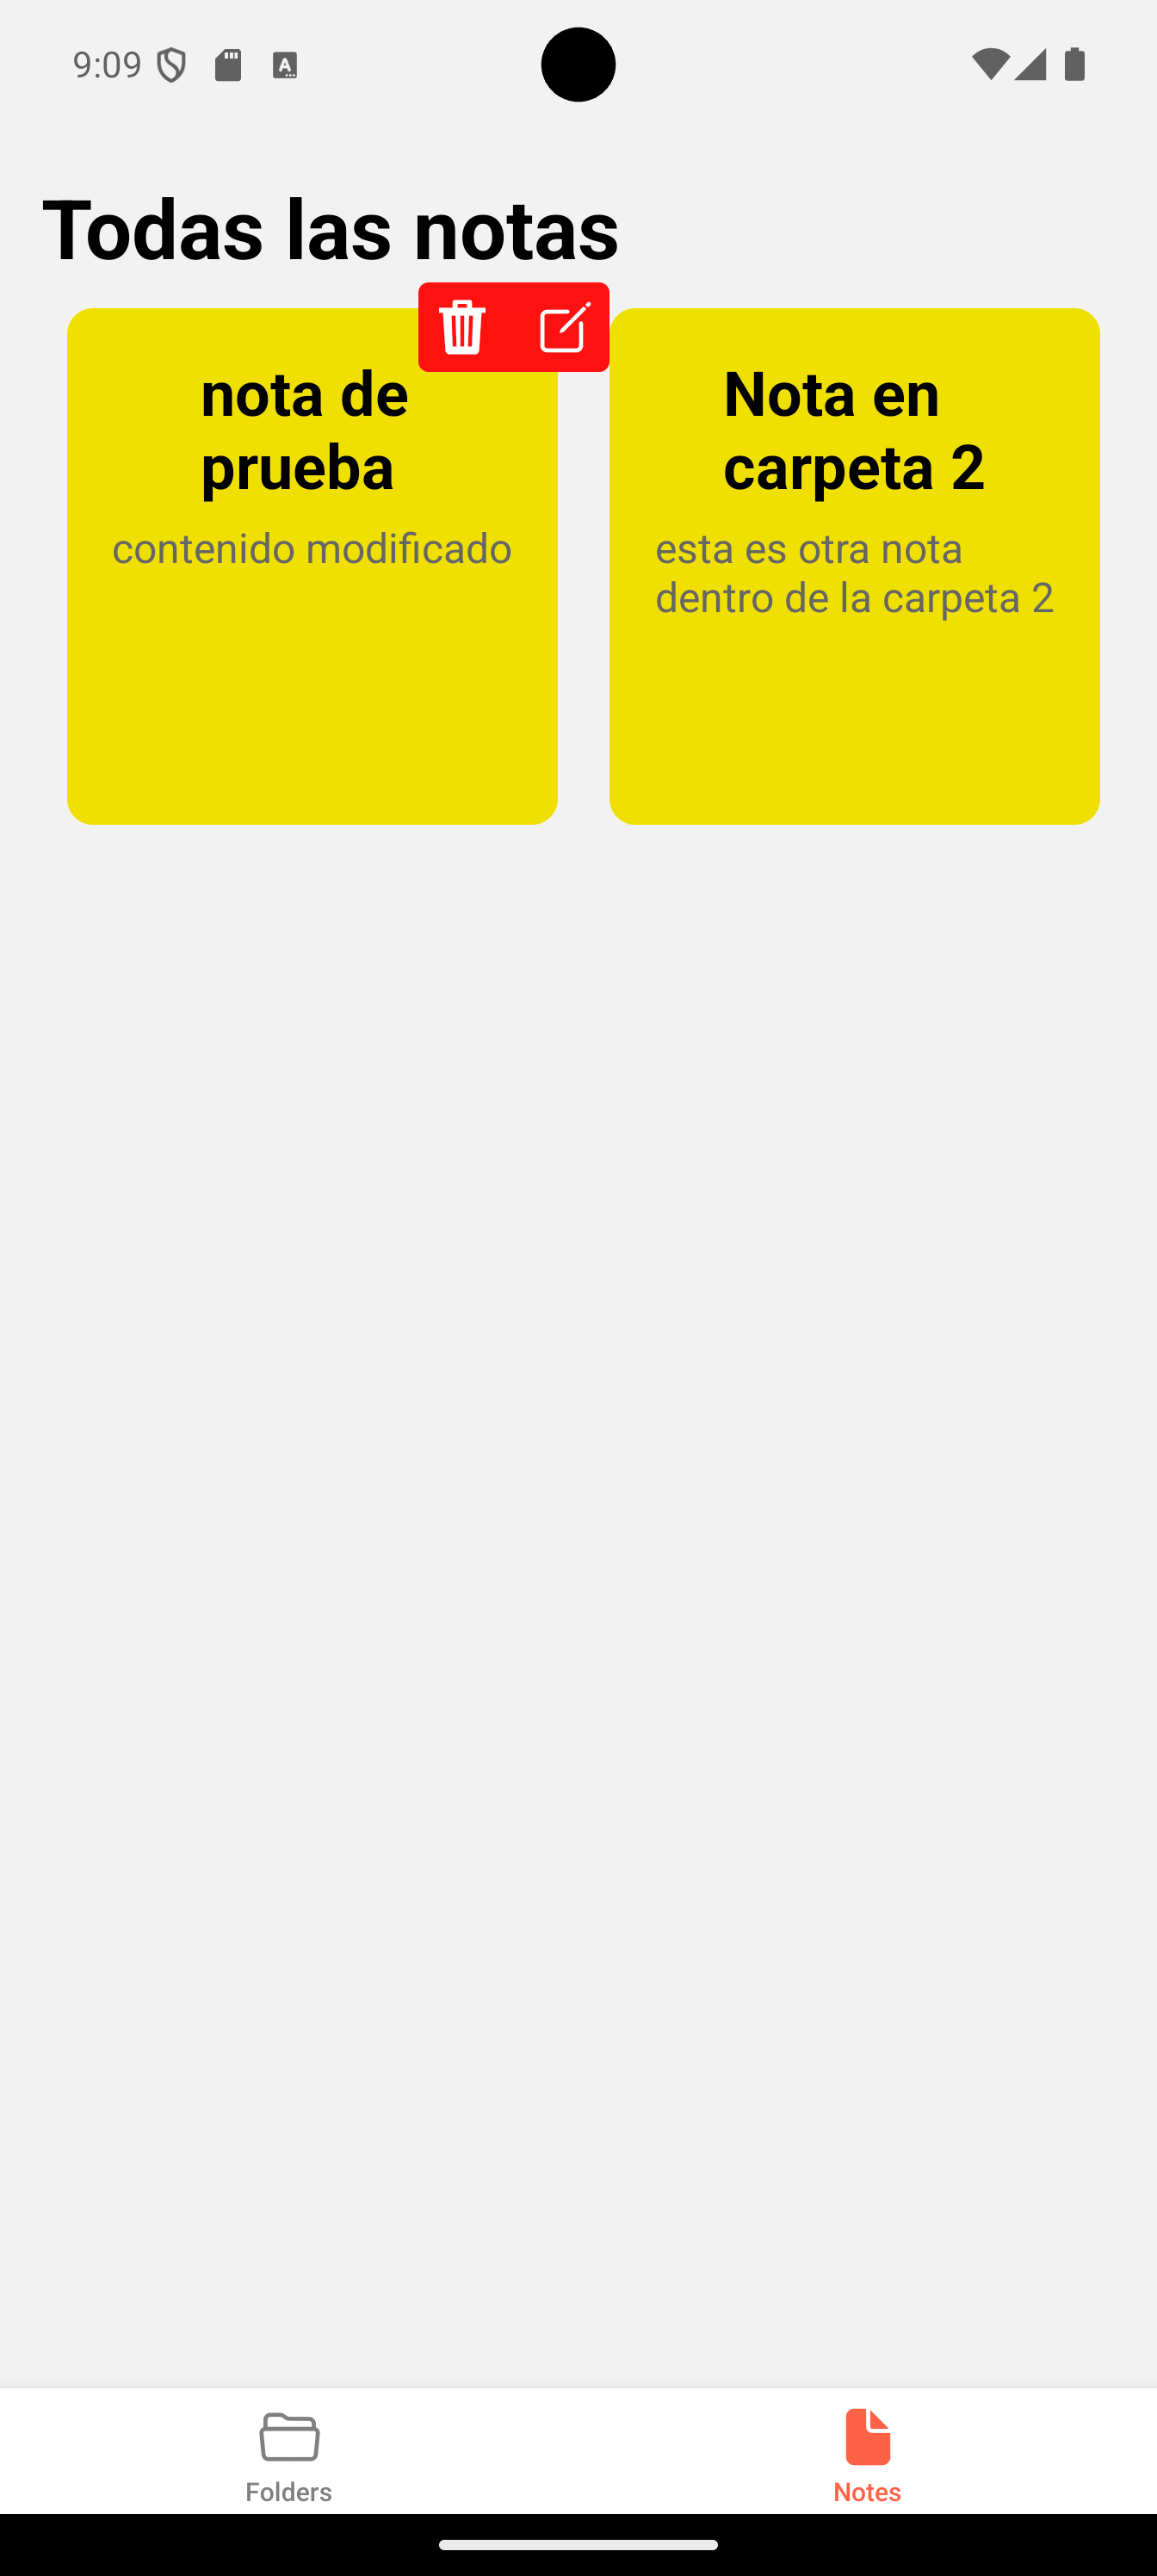 9:09
Todas las notas
nota de
prueba
contenido modificado
Nota en
carpeta 2
esta es otra nota
dentro de la carpeta 2
Folders
Notes